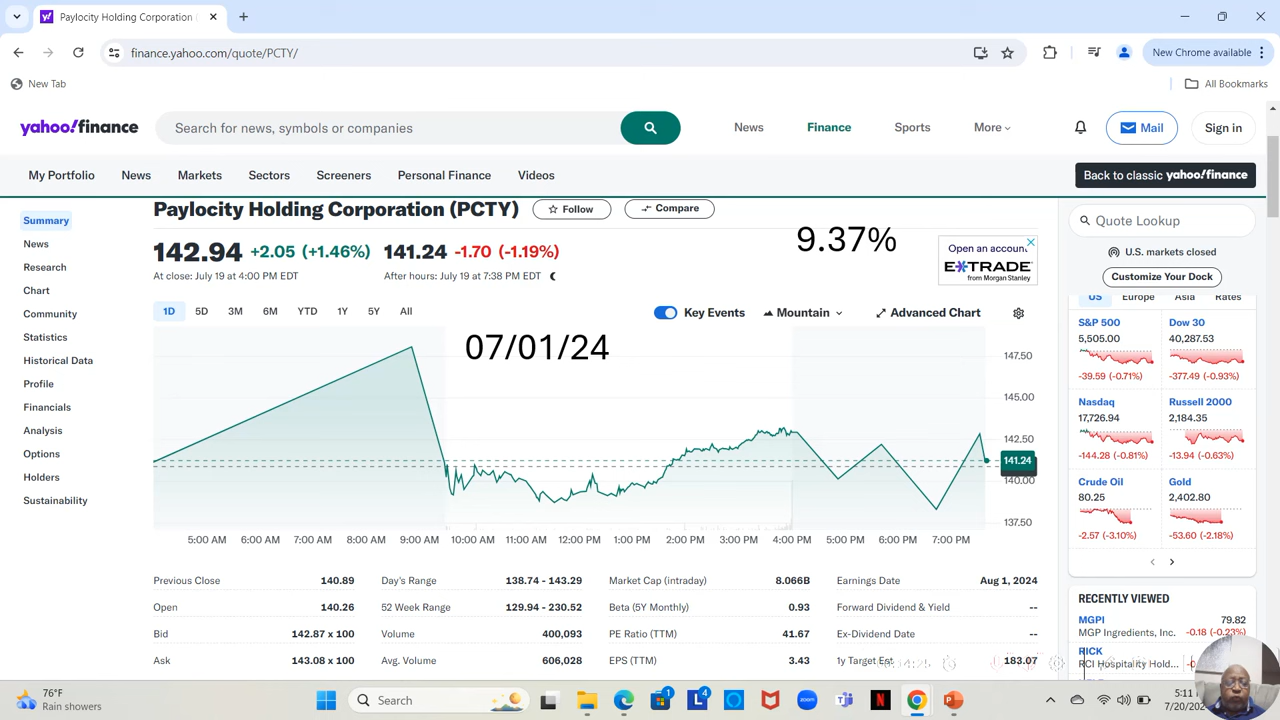 Paylocity Holding Corporation (
finance.yahoo.com/quote/PCTY/
New Chrome available
New Tab
All Bookmarks
yahoo!finance
Search for news, symbols or companies
News
Finance
Sports
More
Mail
Sign in
My Portfolio
News
Markets
Sectors
Screeners
Personal Finance
Videos
Back to classic yahoo!finance
Summary
News
Research
Chart
Community
Statistics
Historical Data
Profile
Financials
Analysis
Options
Holders
Sustainability
Paylocity Holding Corporation (PCTY)
Follow
Compare
142.94 +2.05 (+1.46%) 141.24 -1.70 (-1.19%)
At close: July 19 at 4:00 PM EDT After hours: July 19 at 7:38 PM EDT
9.37%
Open an account
E*TRADE
from Morgan Stanley
1D 5D 3M 6M YTD 1Y 5Y All
Key Events
Mountain
Advanced Chart
07/01/24
147.50
145.00
142.50
141.24
140.00
137.50
5:00 AM 6:00 AM 7:00 AM 8:00 AM 9:00 AM 10:00 AM 11:00 AM 12:00 PM 1:00 PM 2:00 PM 3:00 PM 4:00 PM 5:00 PM 6:00 PM 7:00 PM
Previous Close 140.89 Day's Range 138.74 - 143.29 Market Cap (intraday) 8.066B Earnings Date Aug 1, 2024
Open 140.26 52 Week Range 129.94 - 230.52 Beta (5Y Monthly) 0.93 Forward Dividend & Yield --
Bid 142.87 x 100 Volume 400,093 PE Ratio (TTM) 41.67 Ex-Dividend Date --
Ask 143.08 x 100 Avg. Volume 606,028 EPS (TTM) 3.43 1y Target Est 183.07
Quote Lookup
U.S. markets closed
Customize Your Dock
US Europe Asia Rates
S&P 500 Dow 30
5,505.00 40,287.53
-39.59 (-0.71%) -377.49 (-0.93%)
Nasdaq Russell 2000
17,726.94 2,184.35
-144.28 (-0.81%) -13.94 (-0.63%)
Crude Oil Gold
80.25 2,402.80
-2.57 (-3.10%) -53.60 (-2.18%)
RECENTLY VIEWED
MGPI 79.82
MGP Ingredients, Inc. -0.18 (-0.23%)
RICK
RCI Hospitality Hold...
76°F
Rain showers
Search
5:11
7/20/20